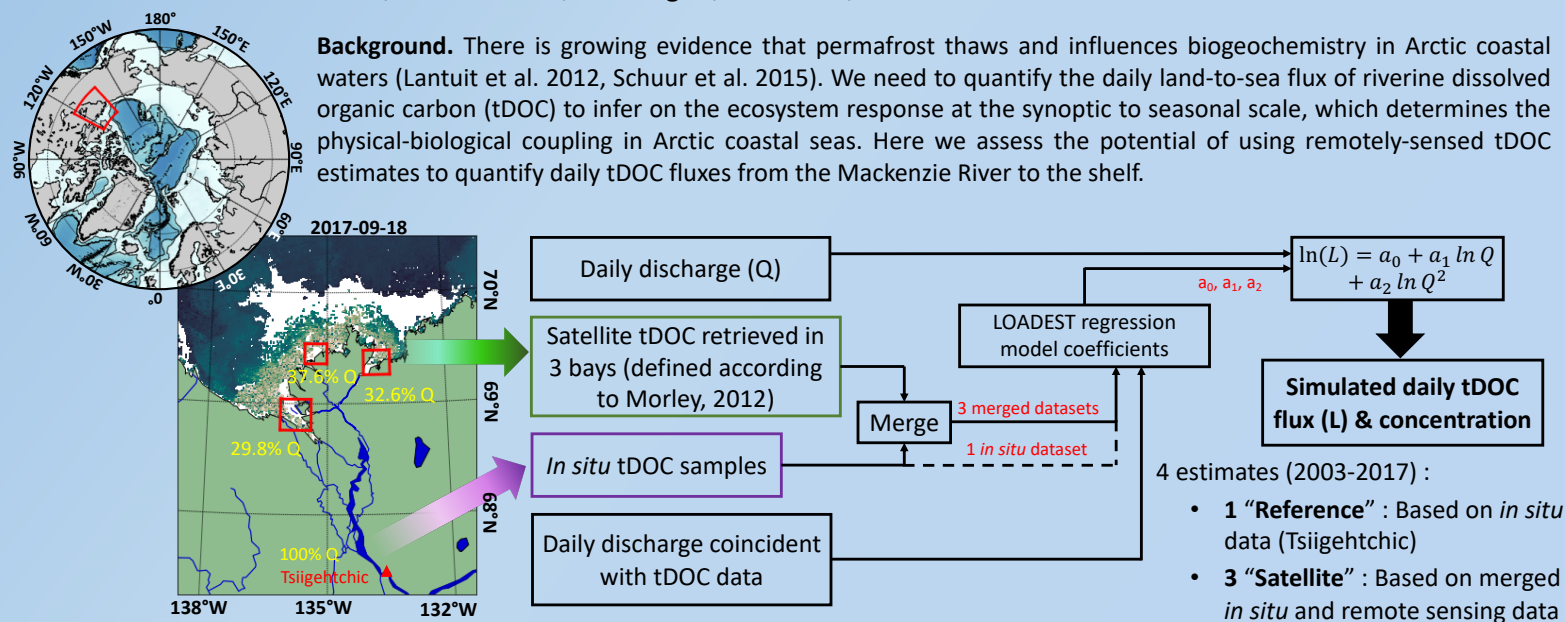 180°
150°W
150°E
120°W
120°E
90°W
90°E
60°W
60°E
30°W
30°E
0°
Background. There is growing evidence that permafrost thaws and influences biogeochemistry in Arctic coastal
waters (Lantuit et al. 2012, Schuur et al. 2015). We need to quantify the daily land-to-sea flux of riverine dissolved
organic carbon (tDOC) to infer on the ecosystem response at the synoptic to seasonal scale, which determines the
physical-biological coupling in Arctic coastal seas. Here we assess the potential of using remotely-sensed tDOC
estimates to quantify daily tDOC fluxes from the Mackenzie River to the shelf.
2017-09-18
70°N
69°N
68°N
37.6% Q
32.6% Q
29.8% Q
100% Q
Tsiigehtchic
138°W
135°W
132°W
Daily discharge (Q)
Satellite tDOC retrieved in
3 bays (defined according
to Morley, 2012)
In situ tDOC samples
Daily discharge coincident
with tDOC data
Merge
3 merged datasets
1 in situ dataset
LOADEST regression
model coefficients
a₀, a₁, a₂
ln(L) = a₀ + a₁ ln Q
+ a₂ ln Q²
Simulated daily tDOC
flux (L) & concentration
4 estimates (2003-2017) :
• 1 “Reference” : Based on in situ
data (Tsiigehtchic)
• 3 “Satellite” : Based on merged
in situ and remote sensing data